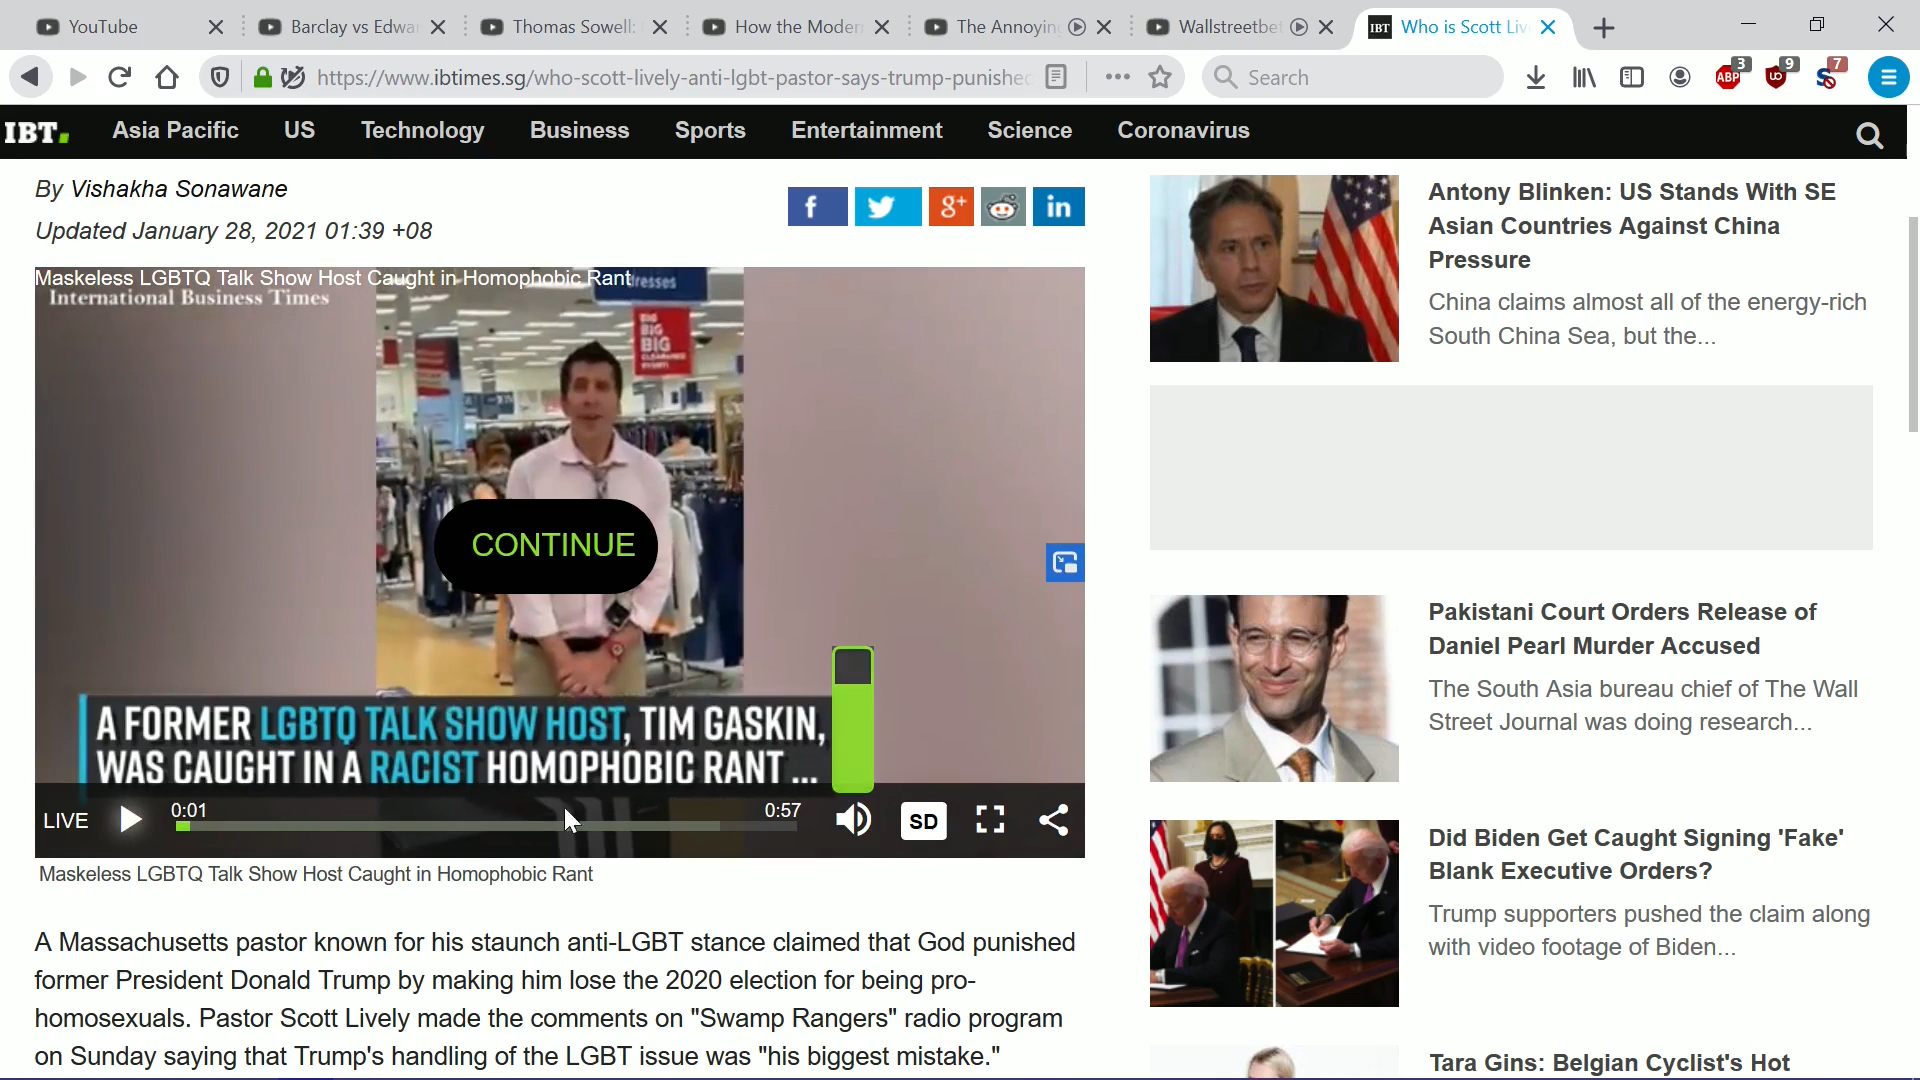 YouTube
Barclay vs Edwa
Thomas Sowell:
How the Moder
The Annoyin
Wallstreetbet
IBT
Who is Scott Liv
https://www.ibtimes.sg/who-scott-lively-anti-lgbt-pastor-says-trump-punishe
Search
ABP
3
9
7
IBT.
Asia Pacific
US
Technology
Business
Sports
Entertainment
Science
Coronavirus
By Vishakha Sonawane
Updated January 28, 2021 01:39 +08
f
g+
in
Maskeless LGBTQ Talk Show Host Caught in Homophobic Rant
International Business Times
resses
BIG
BIG
BIG
CONTINUE
A FORMER LGBTQ TALK SHOW HOST, TIM GASKIN,
WAS CAUGHT IN A RACIST HOMOPHOBIC RANT ...
LIVE
0:01
0:57
SD
Maskeless LGBTQ Talk Show Host Caught in Homophobic Rant
A Massachusetts pastor known for his staunch anti-LGBT stance claimed that God punished
former President Donald Trump by making him lose the 2020 election for being pro-
homosexuals. Pastor Scott Lively made the comments on "Swamp Rangers" radio program
on Sunday saying that Trump's handling of the LGBT issue was "his biggest mistake."
Antony Blinken: US Stands With SE
Asian Countries Against China
Pressure
China claims almost all of the energy-rich
South China Sea, but the...
Pakistani Court Orders Release of
Daniel Pearl Murder Accused
The South Asia bureau chief of The Wall
Street Journal was doing research...
Did Biden Get Caught Signing 'Fake'
Blank Executive Orders?
Trump supporters pushed the claim along
with video footage of Biden...
Tara Gins: Belgian Cyclist's Hot